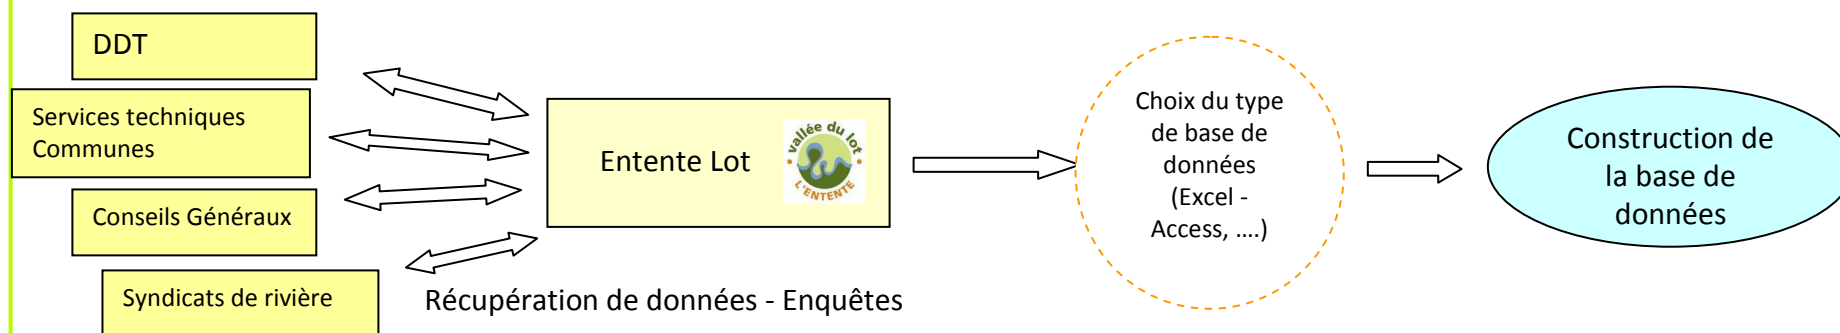 DDT
Services techniques
Communes
Conseils Généraux
Syndicats de rivière
Récupération de données - Enquêtes
Entente Lot
vallée du lot
L'ENTENTE
Choix du type
de base de
données
(Excel -
Access, ....)
Construction de
la base de
données